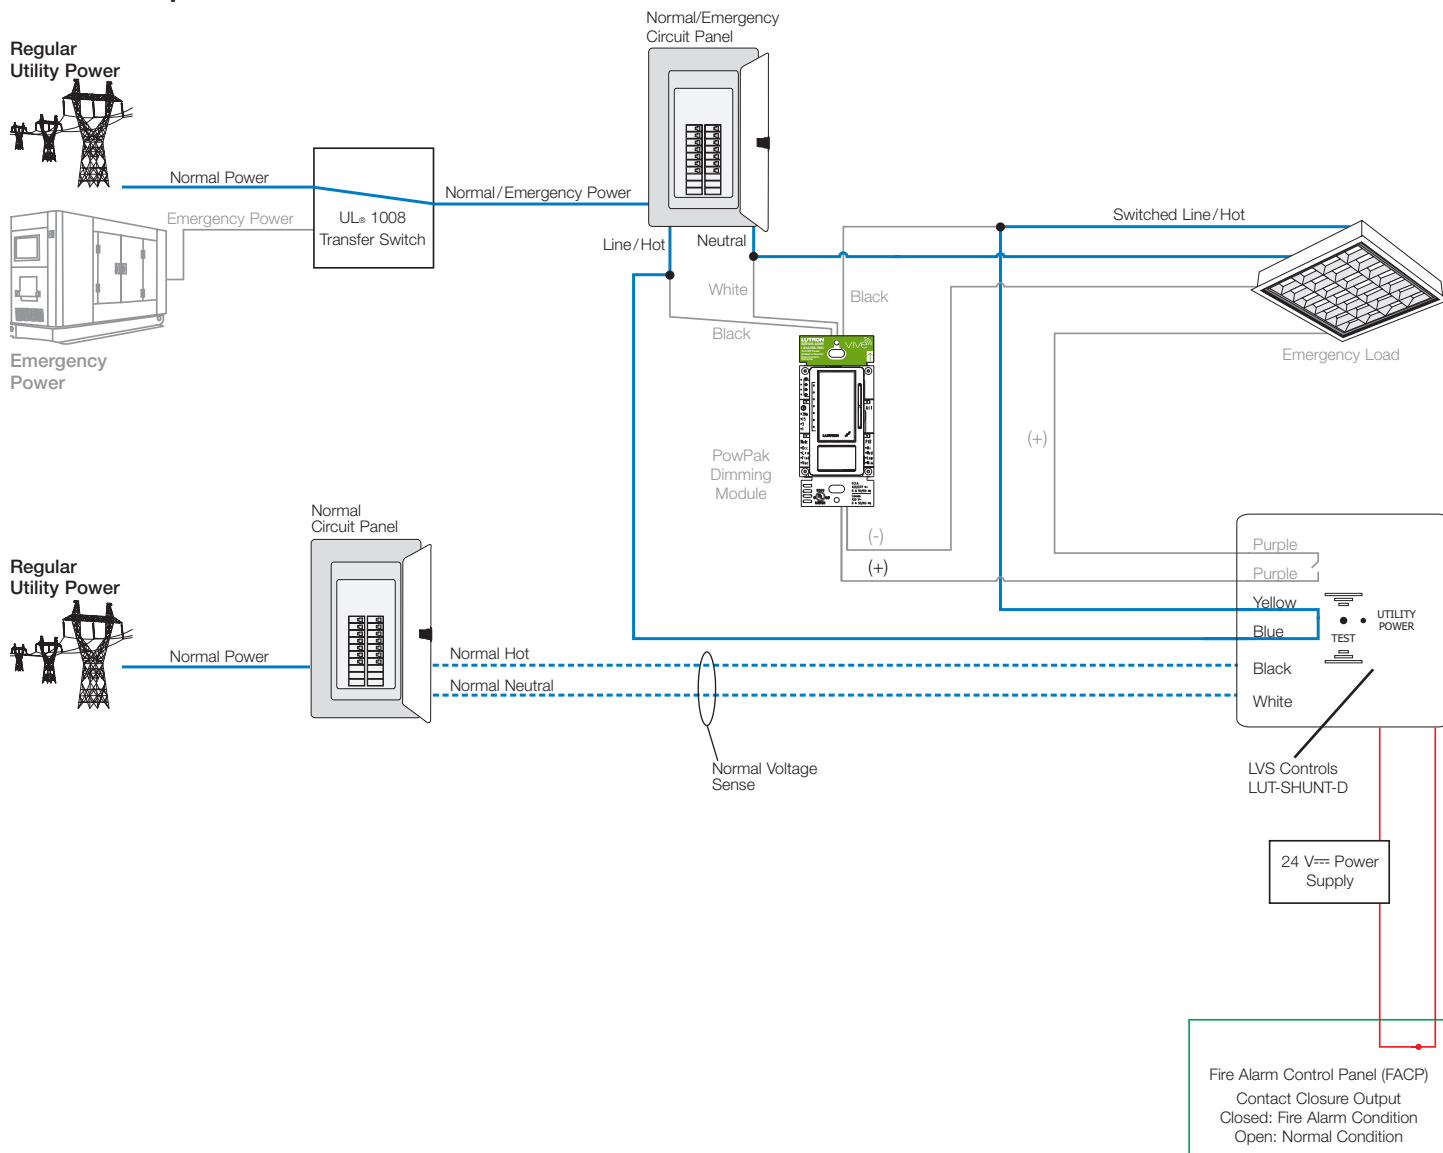 Normal/Emergency
Circuit Panel
Regular
Utility Power
Normal Power
UL® 1008
Transfer Switch
Normal/Emergency Power
Emergency Power
Emergency
Power
Line/Hot
Neutral
White
Black
Black
Switched Line/Hot
Emergency Load
LUTRON
VIVE
LUTRON
PowPak
Dimming
Module
(+)
(-)
(+)
Normal
Circuit Panel
Regular
Utility Power
Normal Power
Normal Hot
Normal Neutral
Normal Voltage
Sense
Purple
Purple
Yellow
Blue
Black
White
TEST
UTILITY
POWER
LVS Controls
LUT-SHUNT-D
24 V⎓ Power
Supply
Fire Alarm Control Panel (FACP)
Contact Closure Output
Closed: Fire Alarm Condition
Open: Normal Condition